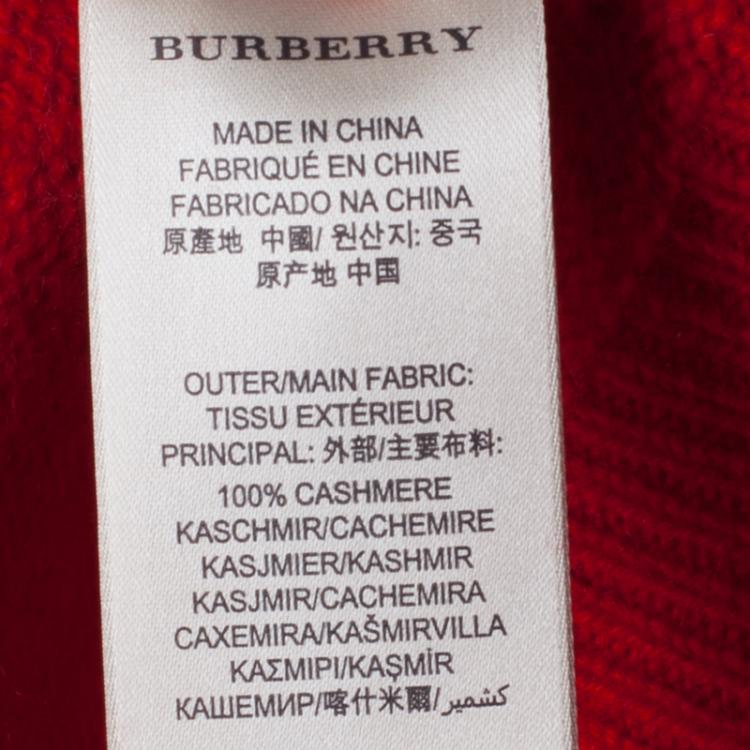 BURBERRY
MADE IN CHINA
FABRIQUÉ EN CHINE
FABRICADO NA CHINA
原產地 中國/ 원산지: 중국
原产地 中国
OUTER/MAIN FABRIC:
TISSU EXTÉRIEUR
PRINCIPAL: 外部/主要布料:
100% CASHMERE
KASCHMIR/CACHEMIRE
KASJMIER/KASHMIR
KASJMIR/CACHEMIRA
CAXEMIRA/KAŠMIRVILLA
ΚΑΣΜΙΡΙ/KAŞMİR
КАШЕМИР/喀什米爾/كشمير